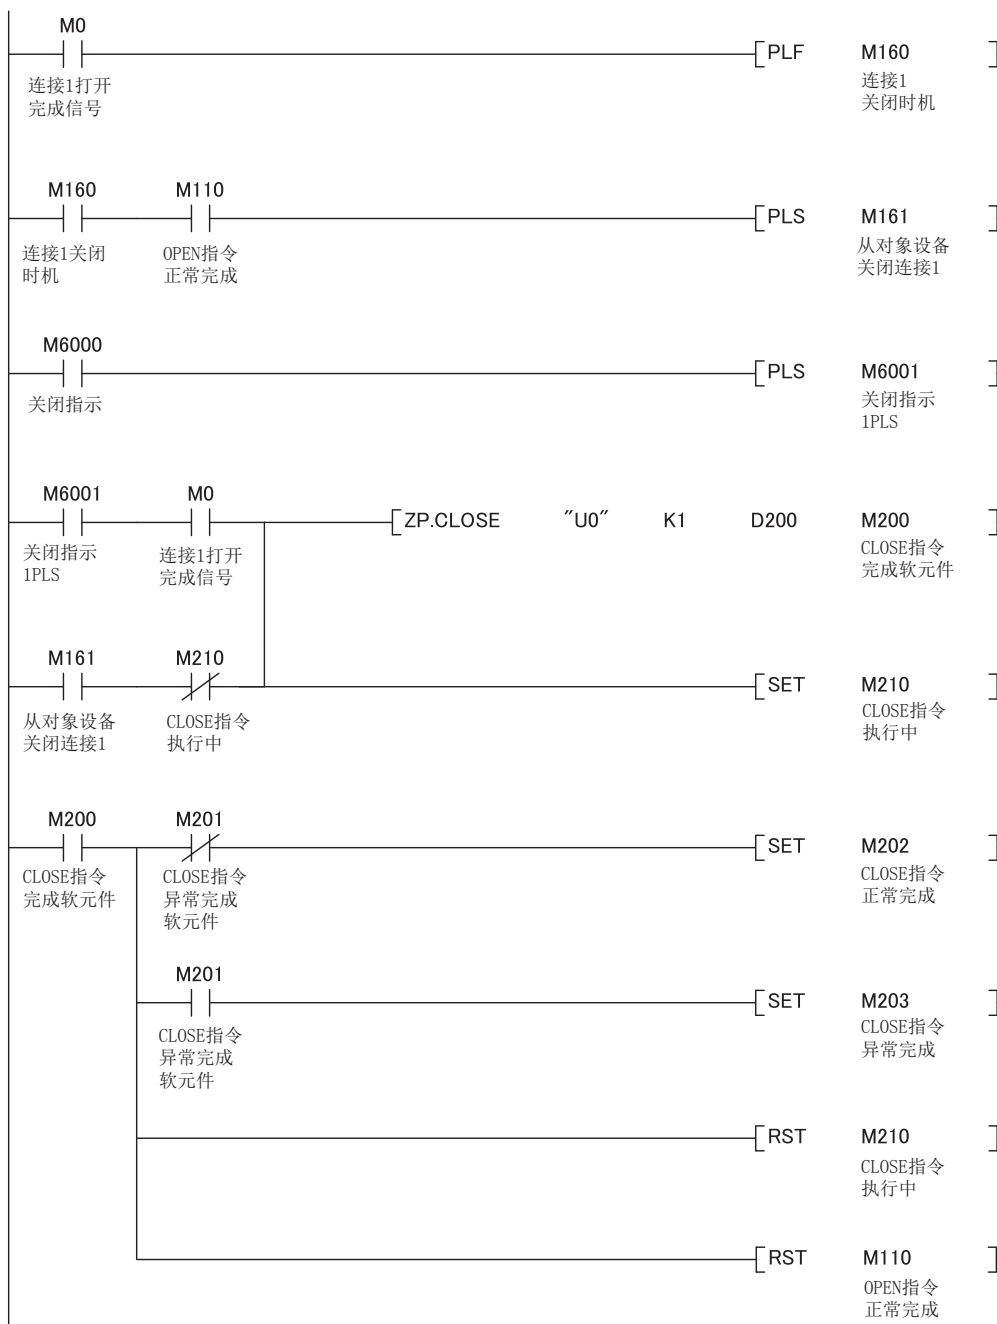 M0
[PLF M160]
连接1打开
完成信号
连接1
关闭时机
M160 M110
[PLS M161]
连接1关闭
时机
OPEN指令
正常完成
从对象设备
关闭连接1
M6000
[PLS M6001]
关闭指示
关闭指示
1PLS
M6001 M0
[ZP.CLOSE "U0" K1 D200 M200]
关闭指示
1PLS
连接1打开
完成信号
CLOSE指令
完成软元件
M161 M210
[SET M210]
从对象设备
关闭连接1
CLOSE指令
执行中
CLOSE指令
执行中
M200 M201
[SET M202]
CLOSE指令
完成软元件
CLOSE指令
异常完成
软元件
CLOSE指令
正常完成
M201
[SET M203]
CLOSE指令
异常完成
软元件
CLOSE指令
异常完成
[RST M210]
CLOSE指令
执行中
[RST M110]
OPEN指令
正常完成